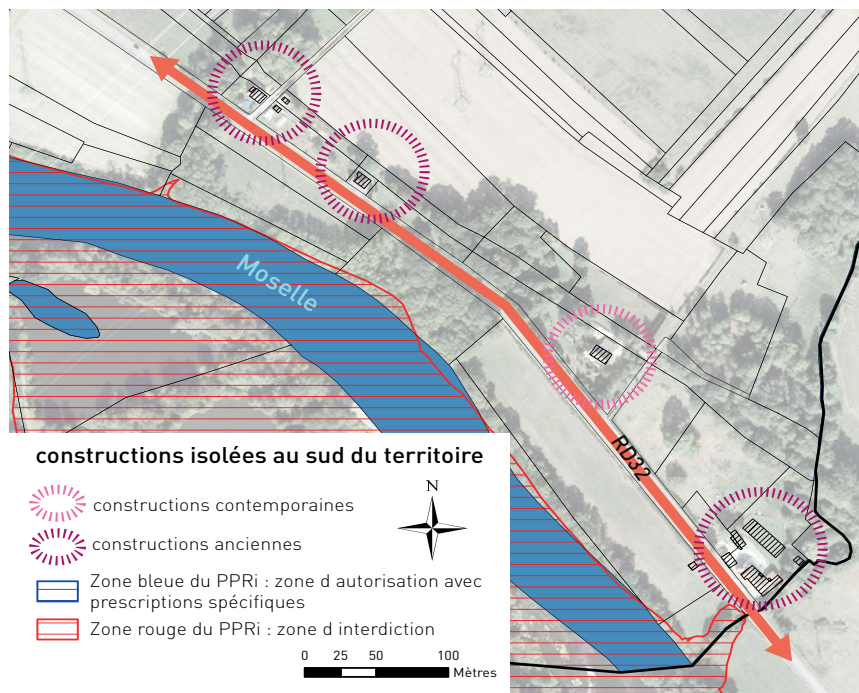 Moselle
RD32
constructions isolées au sud du territoire
N
constructions contemporaines
constructions anciennes
Zone bleue du PPRi : zone d autorisation avec
prescriptions spécifiques
Zone rouge du PPRi : zone d interdiction
0 25 50 100
Mètres